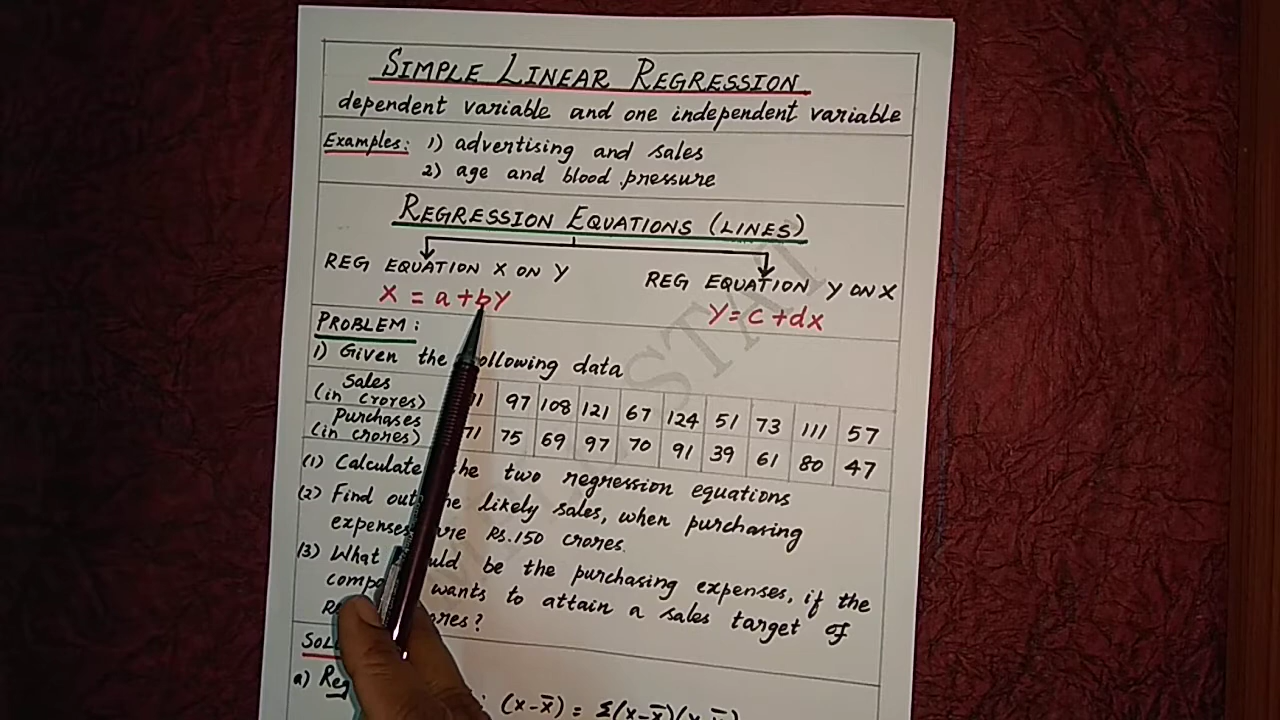 SIMPLE LINEAR REGRESSION
dependent variable and one independent variable
Examples: 1) advertising and sales
2) age and blood pressure
REGRESSION EQUATIONS (LINES)
REG EQUATION X ON Y REG EQUATION Y ON X
X = a+bY Y= c +dx
PROBLEM:
1) Given the following data
Sales (in crores) 97 108 121 67 124 51 73 111 57
Purchases (in crores) 71 75 69 97 70 91 39 61 80 47
(1) Calculate the two regression equations
(2) Find out the likely sales, when purchasing
expenses are Rs.150 crores.
(3) What would be the purchasing expenses, if the
wants to attain a sales target of
a) Reg (x-x̄) = Σ(x-x̄)
STAT